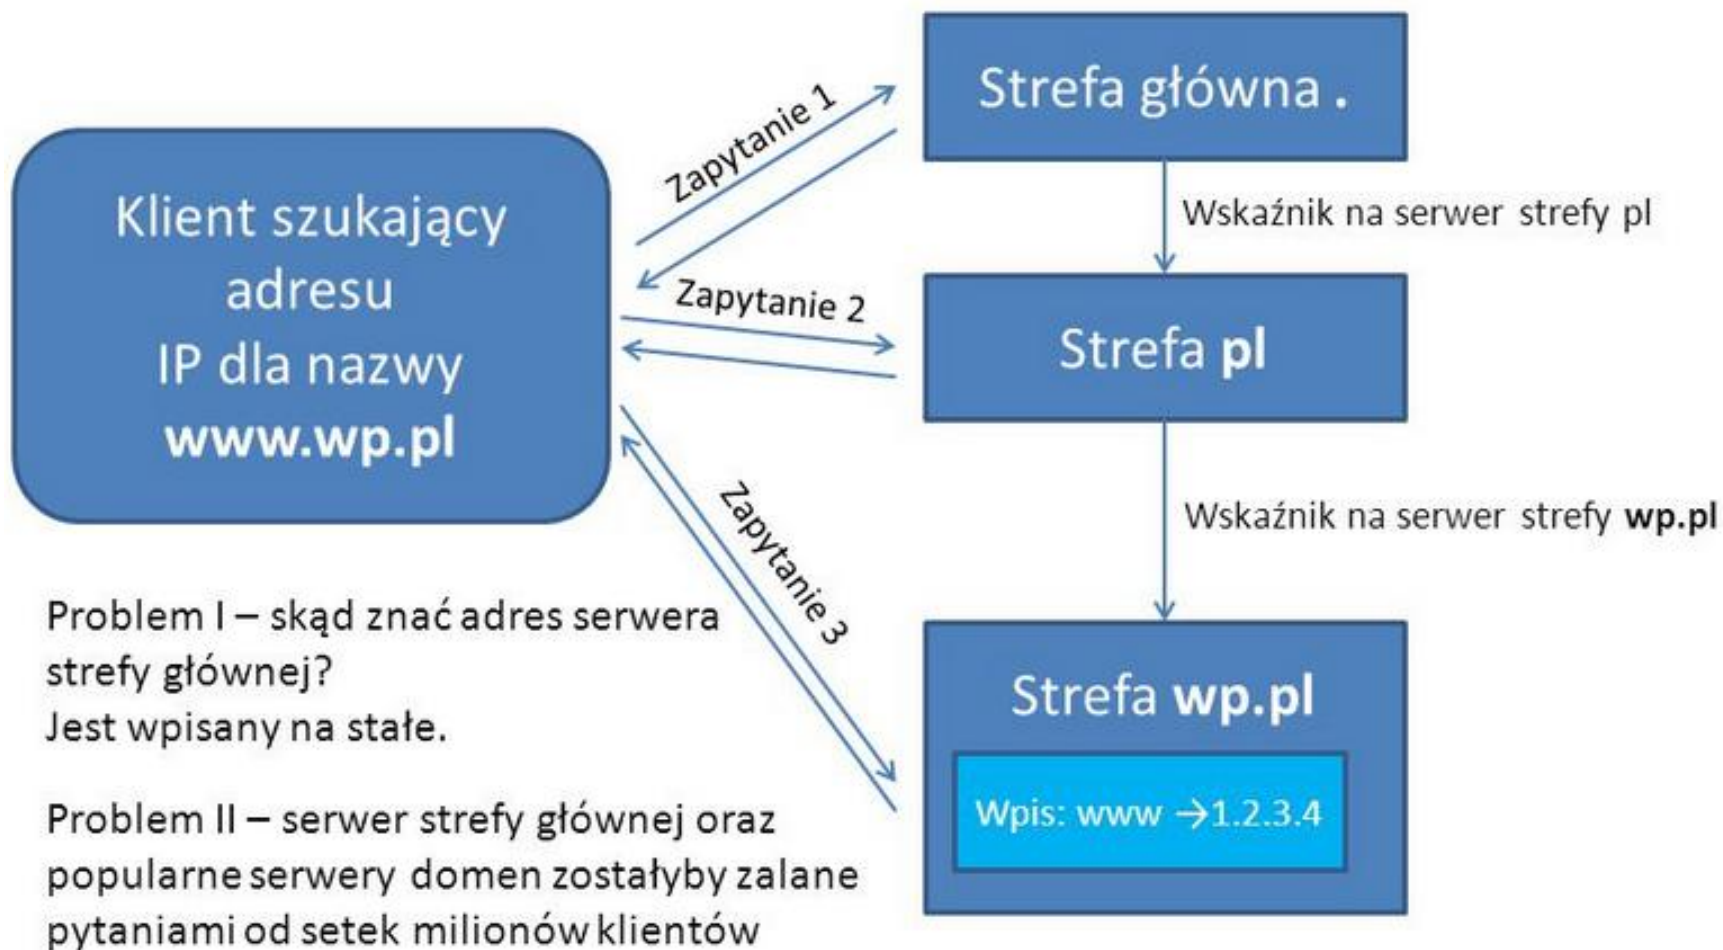 Strefa główna .
Zapytanie 1
Klient szukający
adresu
IP dla nazwy
www.wp.pl
Wskaźnik na serwer strefy pl
Zapytanie 2
Strefa pl
Wskaźnik na serwer strefy wp.pl
Zapytanie 3
Problem I – skąd znać adres serwera
strefy głównej?
Jest wpisany na stałe.
Strefa wp.pl
Wpis: www →1.2.3.4
Problem II – serwer strefy głównej oraz
popularne serwery domen zostałyby zalane
pytaniami od setek milionów klientów